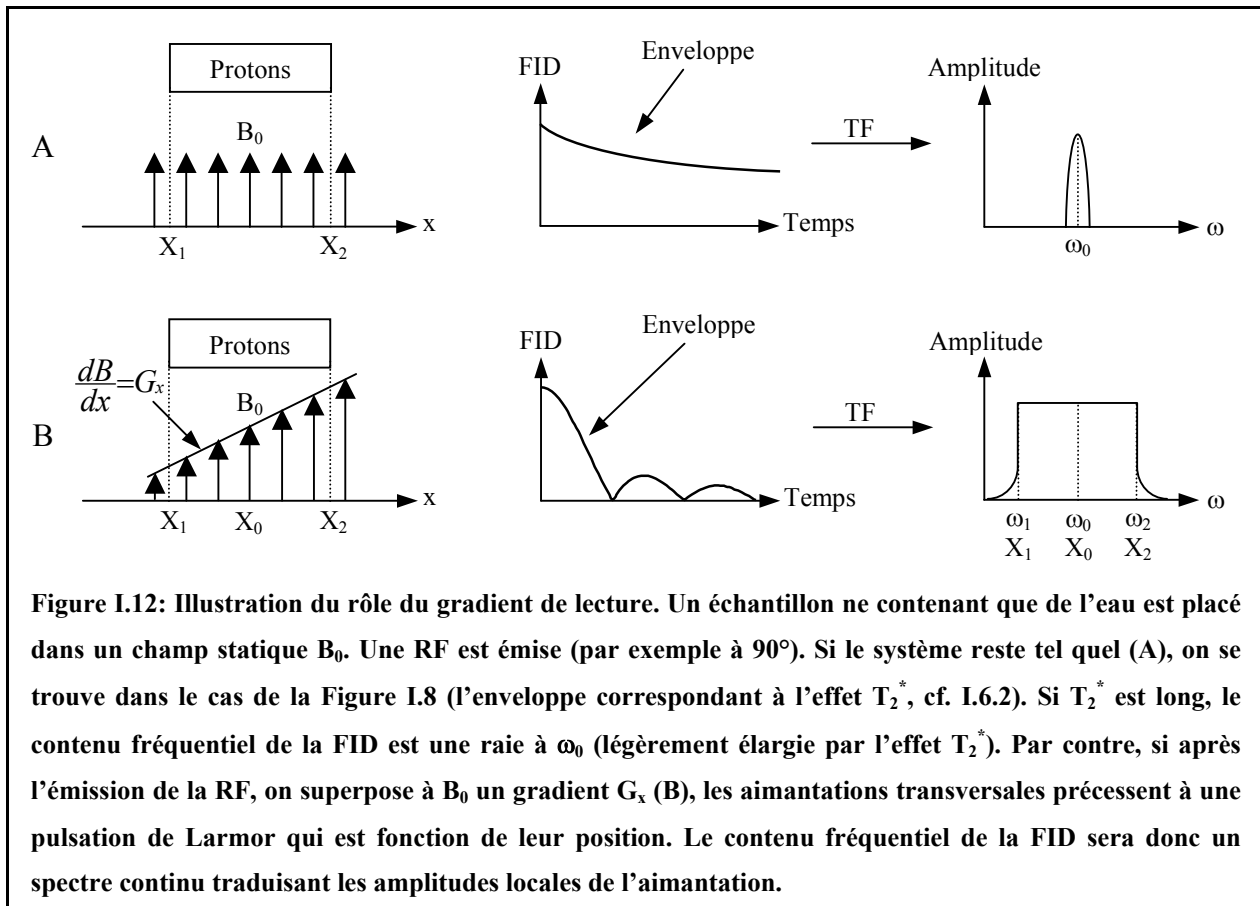 Protons
B₀
A
X₁ X₂ x
FID
Enveloppe
Temps
TF
Amplitude
ω₀
ω
Protons
dB/dx=Gₓ
B₀
B
X₁ X₀ X₂ x
FID
Enveloppe
Temps
TF
Amplitude
ω₁ ω₀ ω₂ ω
X₁ X₀ X₂
Figure I.12: Illustration du rôle du gradient de lecture. Un échantillon ne contenant que de l’eau est placé
dans un champ statique B₀. Une RF est émise (par exemple à 90°). Si le système reste tel quel (A), on se
trouve dans le cas de la Figure I.8 (l’enveloppe correspondant à l’effet T₂*, cf. I.6.2). Si T₂* est long, le
contenu fréquentiel de la FID est une raie à ω₀ (légèrement élargie par l’effet T₂*). Par contre, si après
l’émission de la RF, on superpose à B₀ un gradient Gₓ (B), les aimantations transversales précessent à une
pulsation de Larmor qui est fonction de leur position. Le contenu fréquentiel de la FID sera donc un
spectre continu traduisant les amplitudes locales de l’aimantation.